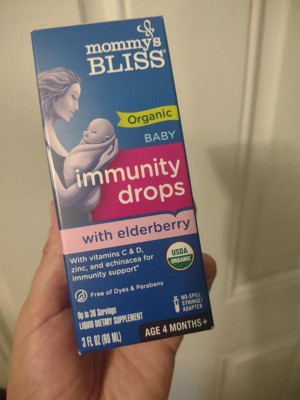 mommy's
BLISS®
Organic
BABY
immunity
drops
with elderberry
With vitamins C & D,
zinc, and echinacea for
immunity support*
USDA
ORGANIC
Free of Dyes & Parabens
Up to 36 Servings
LIQUID DIETARY SUPPLEMENT
3 FL OZ (90 ML)
NO-SPILL
SYRINGE/
ADAPTER
AGE 4 MONTHS+